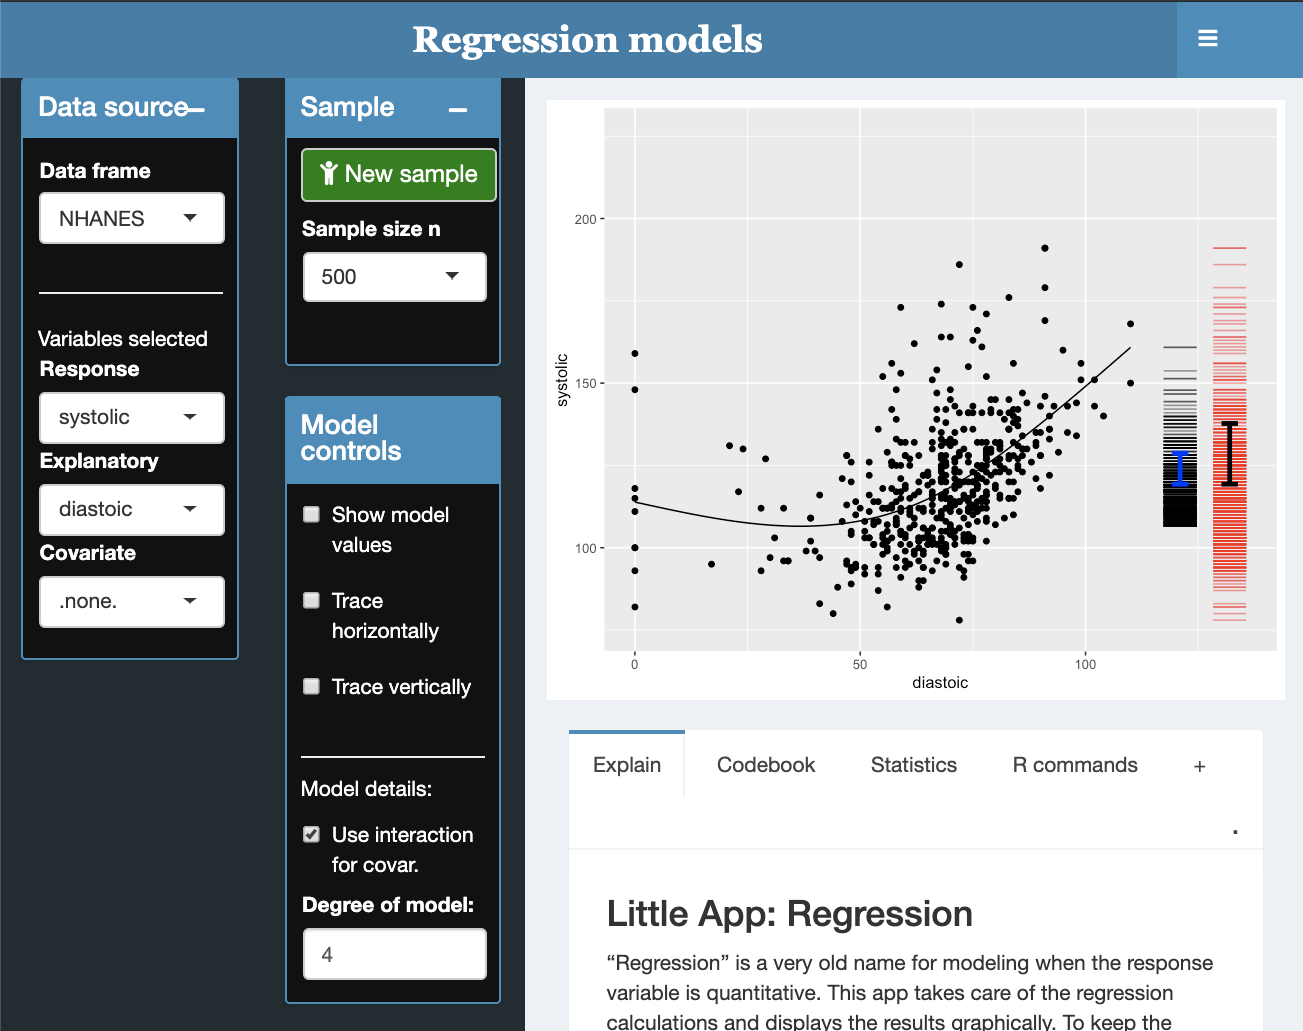 Regression models
Data source
Data frame
NHANES
Variables selected
Response
systolic
Explanatory
diastoic
Covariate
.none.
Sample
New sample
Sample size n
500
Model
controls
Show model
values
Trace
horizontally
Trace vertically
Model details:
Use interaction
for covar.
Degree of model:
4
systolic
200
150
100
0
50
100
diastoic
Explain
Codebook
Statistics
R commands
+
.
Little App: Regression
“Regression” is a very old name for modeling when the response
variable is quantitative. This app takes care of the regression
calculations and displays the results graphically. To keep the